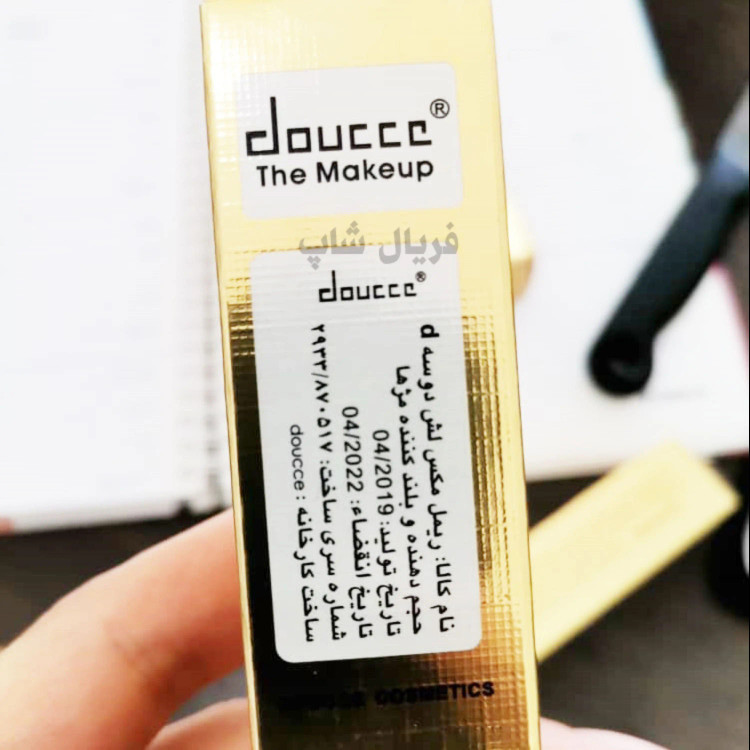 doucce®
The Makeup
فریال شاپ
doucce®
نام کالا: ریمل مکس لش دوسه d
حجم دهنده و بلند کننده مژها
تاریخ تولید: 04/2019
تاریخ انقضاء: 04/2022
شماره سری ساخت: ۲۹۳۳/۸۷۰۵۱۷
ساخت کارخانه: doucce
COSMETICS